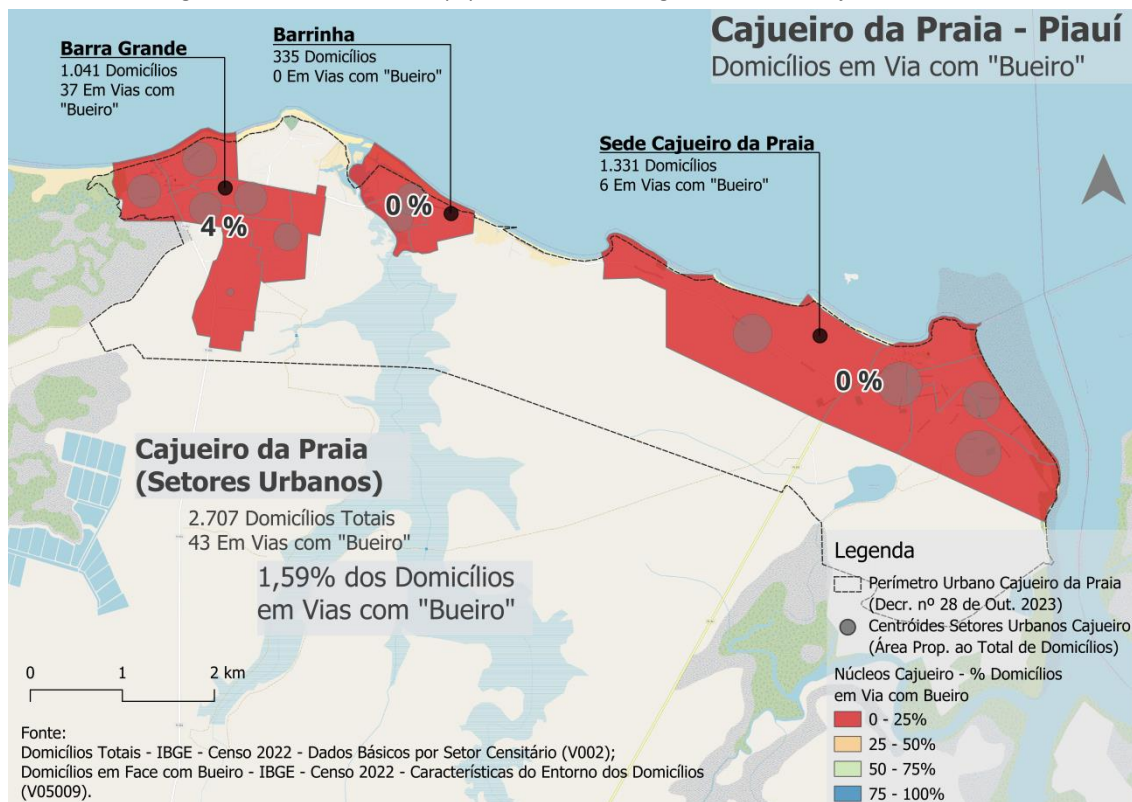 Cajueiro da Praia - Piauí
Domicílios em Via com "Bueiro"
Barra Grande
1.041 Domicílios
37 Em Vias com
"Bueiro"
Barrinha
335 Domicílios
0 Em Vias com "Bueiro"
Sede Cajueiro da Praia
1.331 Domicílios
6 Em Vias com "Bueiro"
4 %
0 %
0 %
Cajueiro da Praia
(Setores Urbanos)
2.707 Domicílios Totais
43 Em Vias com "Bueiro"
1,59% dos Domicílios
em Vias com "Bueiro"
0 1 2 km
Fonte:
Domicílios Totais - IBGE - Censo 2022 - Dados Básicos por Setor Censitário (V002);
Domicílios em Face com Bueiro - IBGE - Censo 2022 - Características do Entorno dos Domicílios
(V05009).
Legenda
Perímetro Urbano Cajueiro da Praia
(Decr. nº 28 de Out. 2023)
Centróides Setores Urbanos Cajueiro
(Área Prop. ao Total de Domicílios)
Núcleos Cajueiro - % Domicílios
em Via com Bueiro
0 - 25%
25 - 50%
50 - 75%
75 - 100%